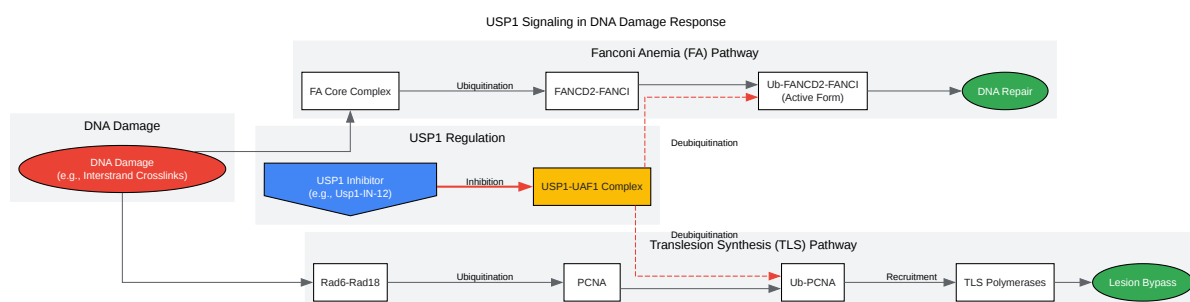 USP1 Signaling in DNA Damage Response
Fanconi Anemia (FA) Pathway
FA Core Complex
Ubiquitination
FANCD2-FANCI
Ub-FANCD2-FANCI
(Active Form)
DNA Repair
DNA Damage
DNA Damage
(e.g., Interstrand Crosslinks)
USP1 Regulation
USP1 Inhibitor
(e.g., Usp1-IN-12)
Inhibition
USP1-UAF1 Complex
Deubiquitination
Deubiquitination
Translesion Synthesis (TLS) Pathway
Rad6-Rad18
Ubiquitination
PCNA
Ub-PCNA
Recruitment
TLS Polymerases
Lesion Bypass